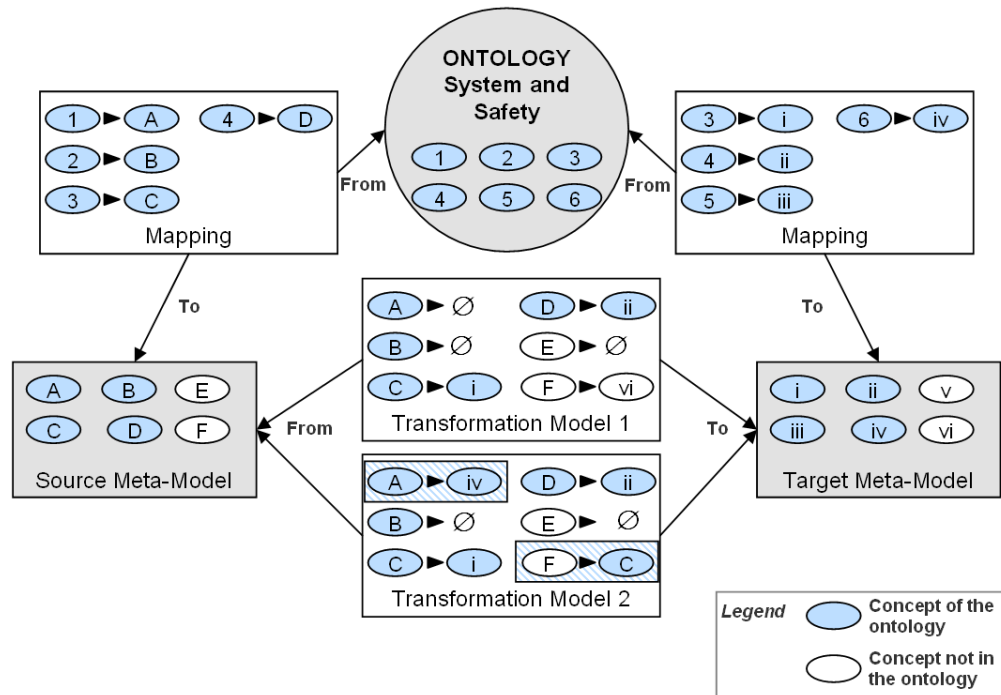 ONTOLOGY
System and
Safety
1 2 3
4 5 6
1 ► A 4 ► D
2 ► B
3 ► C
Mapping
From
3 ► i 6 ► iv
4 ► ii
5 ► iii
Mapping
From
To
To
A ► ∅ D ► ii
B ► ∅ E ► ∅
C ► i F ► vi
Transformation Model 1
A B E
C D F
Source Meta-Model
From
To
i ii v
iii iv vi
Target Meta-Model
A ► iv D ► ii
B ► ∅ E ► ∅
C ► i F ► C
Transformation Model 2
Legend
Concept of the
ontology
Concept not in
the ontology